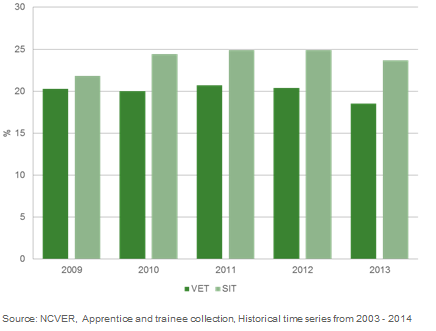 30
25
20
15
10
5
0
%
2009 2010 2011 2012 2013
VET SIT
Source: NCVER, Apprentice and trainee collection, Historical time series from 2003 - 2014